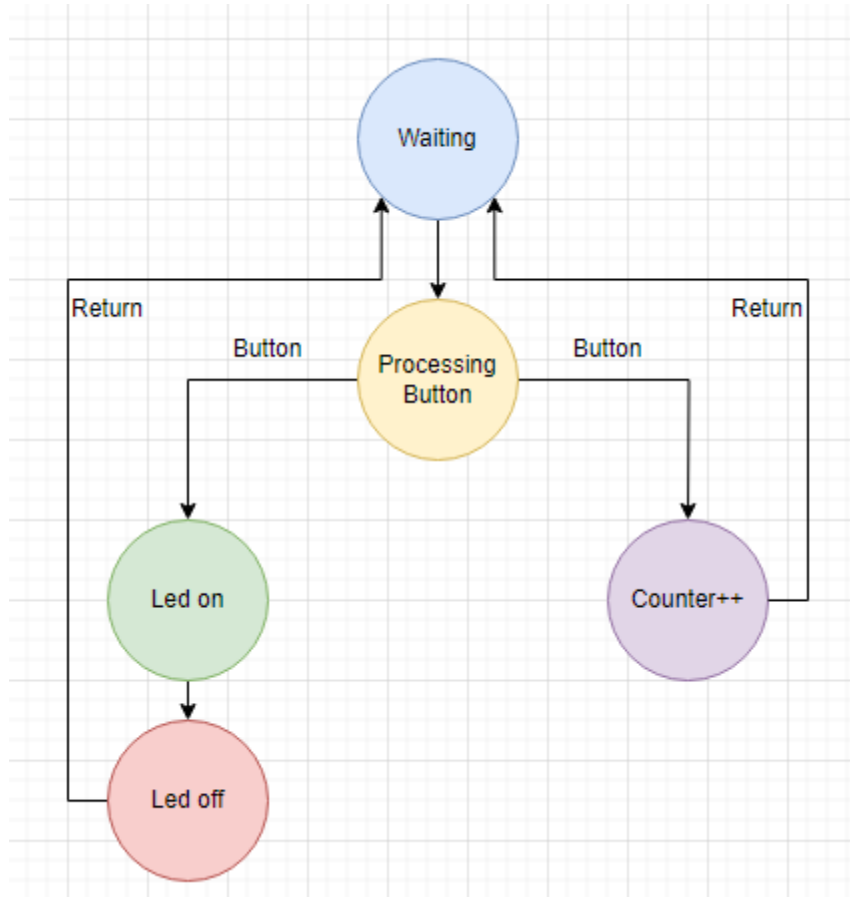 Waiting
Return
Return
Button
Button
Processing
Button
Led on
Counter++
Led off